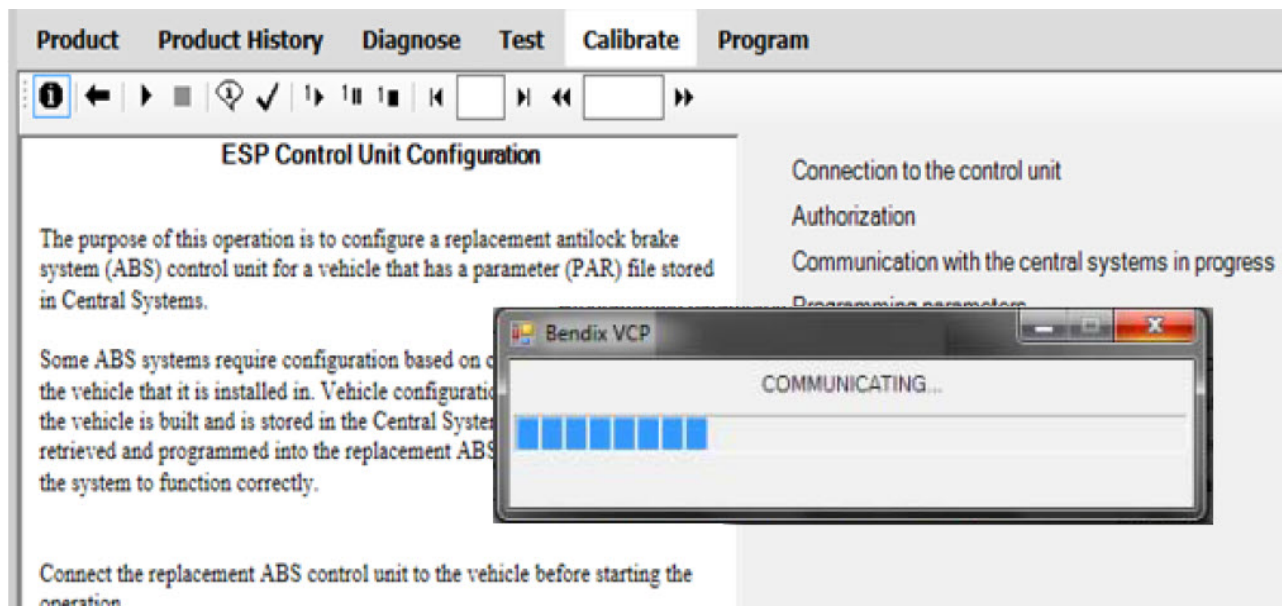 Product Product History Diagnose Test Calibrate Program
ESP Control Unit Configuration
The purpose of this operation is to configure a replacement antilock brake
system (ABS) control unit for a vehicle that has a parameter (PAR) file stored
in Central Systems.
Some ABS systems require configuration based on
the vehicle that it is installed in. Vehicle
the vehicle is built and is stored in the Central
retrieved and programmed into the replacement ABS
the system to function correctly.
Connect the replacement ABS control unit to the vehicle before starting the
operation
Connection to the control unit
Authorization
Communication with the central systems in progress
Programming parameters
Bendix VCP
COMMUNICATING...